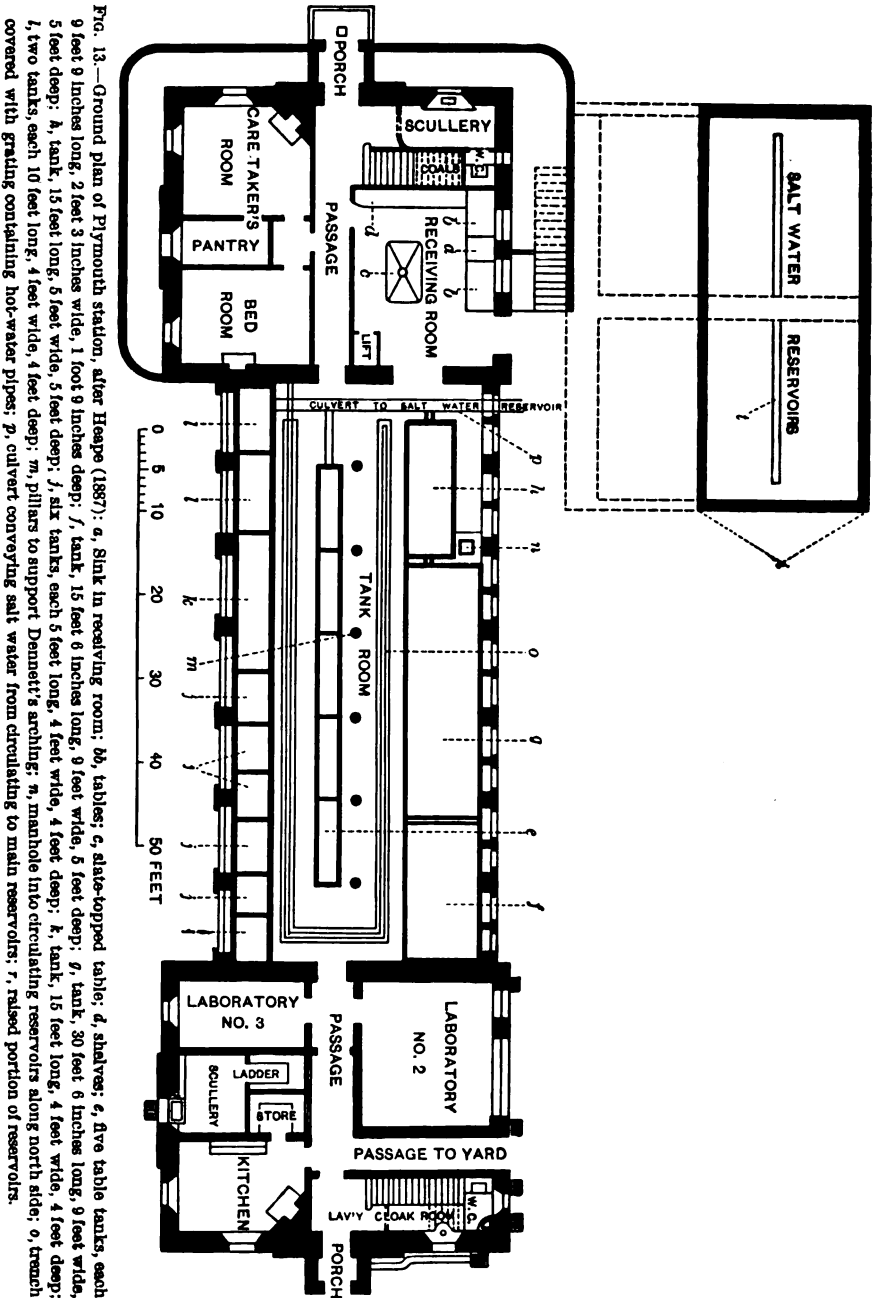 SALT WATER RESERVOIRS
t
PORCH
SCULLERY
W.C.
COALS
CARE-TAKER'S
ROOM
PANTRY
BED
ROOM
PASSAGE
RECEIVING ROOM
b
d
b
d
c
LIFT
CULVERT TO SALT WATER RESERVOIR
p
h
n
o
g
e
f
TANK ROOM
l
l
k
m
j
j
j
j
0 5 10 20 30 40 50 FEET
LABORATORY
NO. 3
LABORATORY
NO. 2
PASSAGE
LADDER
SCULLERY
STORE
KITCHEN
PASSAGE TO YARD
LAV'Y CLOAK ROOM
W.C.
PORCH
FIG. 13.—Ground plan of Plymouth station, after Heape (1887): a, Sink in receiving room; bb, tables; c, slate-topped table; d, shelves; e, five table tanks, each
9 feet 9 inches long, 2 feet 3 inches wide, 1 foot 9 inches deep; f, tank, 15 feet 6 inches long, 9 feet wide, 5 feet deep; g, tank, 30 feet 6 inches long, 9 feet wide,
5 feet deep; h, tank, 15 feet long, 5 feet wide, 5 feet deep; j, six tanks, each 5 feet long, 4 feet wide, 4 feet deep; k, tank, 15 feet long, 4 feet wide, 4 feet deep;
l, two tanks, each 10 feet long, 4 feet wide, 4 feet deep; m, pillars to support Dennett's arching; n, manhole into circulating reservoirs along north side; o, trench
covered with grating containing hot-water pipes; p, culvert conveying salt water from circulating to main reservoirs; r, raised portion of reservoirs.